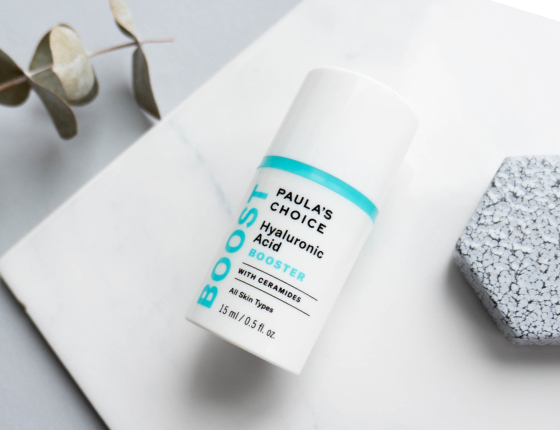 BOOST
PAULA'S
CHOICE
Hyaluronic
Acid
BOOSTER
WITH CERAMIDES
All Skin Types
15 ml / 0.5 fl. oz.